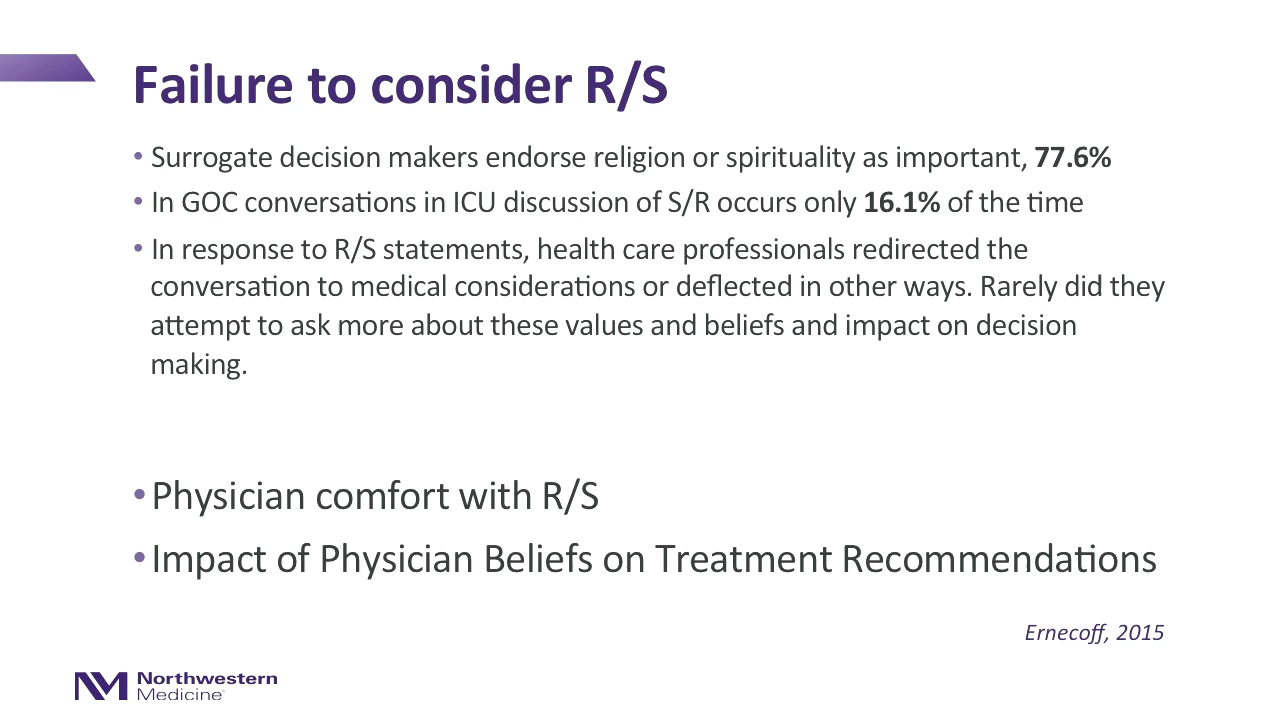 Failure to consider R/S
• Surrogate decision makers endorse religion or spirituality as important, 77.6%
• In GOC conversations in ICU discussion of S/R occurs only 16.1% of the time
• In response to R/S statements, health care professionals redirected the
conversation to medical considerations or deflected in other ways. Rarely did they
attempt to ask more about these values and beliefs and impact on decision
making.
• Physician comfort with R/S
• Impact of Physician Beliefs on Treatment Recommendations
Ernecoff, 2015
NM Northwestern
Medicine